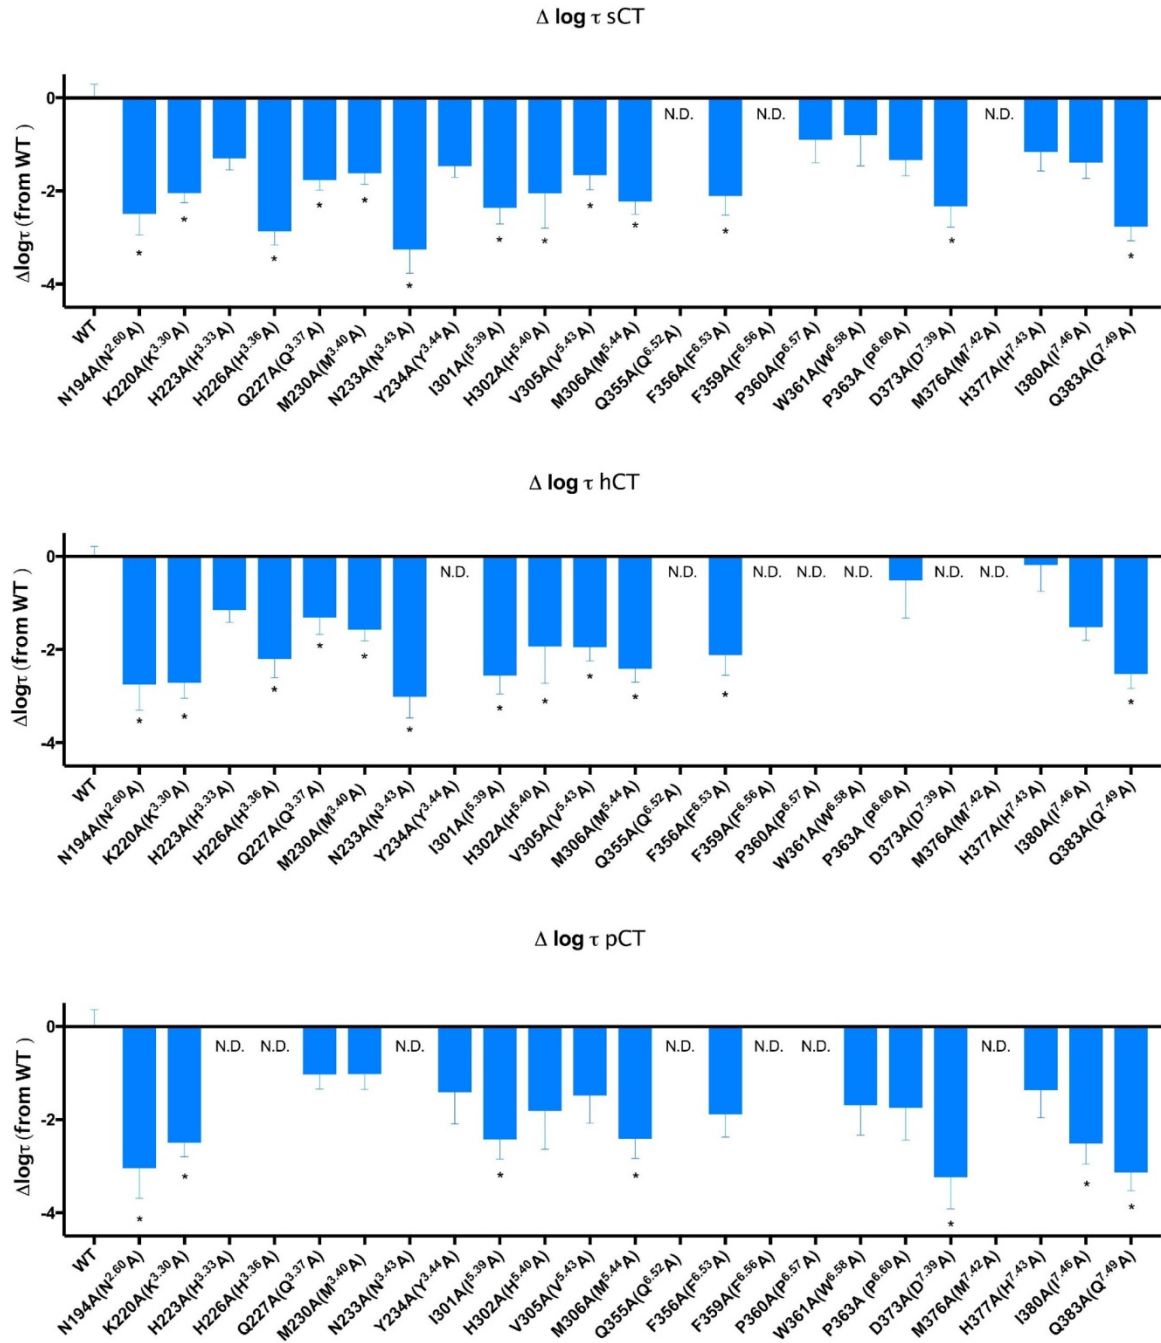 Δ log τ sCT
Δlogτ (from WT )
0
-2
-4
N.D.
N.D.
N.D.
*
*
*
*
*
*
*
*
*
*
*
*
*
WT
N194A(N2.60A)
K220A(K3.30A)
H223A(H3.33A)
H226A(H3.36A)
Q227A(Q3.37A)
M230A(M3.40A)
N233A(N3.43A)
Y234A(Y3.44A)
I301A(I5.39A)
H302A(H5.40A)
V305A(V5.43A)
M306A(M5.44A)
Q355A(Q6.52A)
F356A(F6.53A)
F359A(F6.56A)
P360A(P6.57A)
W361A(W6.58A)
P363A (P6.60A)
D373A(D7.39A)
M376A(M7.42A)
H377A(H7.43A)
I380A(I7.46A)
Q383A(Q7.49A)
Δ log τ hCT
Δlogτ (from WT )
0
-2
-4
N.D.
N.D.
N.D.
N.D.
N.D.
N.D.
N.D.
*
*
*
*
*
*
*
*
*
*
*
*
WT
N194A(N2.60A)
K220A(K3.30A)
H223A(H3.33A)
H226A(H3.36A)
Q227A(Q3.37A)
M230A(M3.40A)
N233A(N3.43A)
Y234A(Y3.44A)
I301A(I5.39A)
H302A(H5.40A)
V305A(V5.43A)
M306A(M5.44A)
Q355A(Q6.52A)
F356A(F6.53A)
F359A(F6.56A)
P360A(P6.57A)
W361A(W6.58A)
P363A (P6.60A)
D373A(D7.39A)
M376A(M7.42A)
H377A(H7.43A)
I380A(I7.46A)
Q383A(Q7.49A)
Δ log τ pCT
Δlogτ (from WT )
0
-2
-4
N.D.
N.D.
N.D.
N.D.
N.D.
N.D.
N.D.
*
*
*
*
*
*
*
WT
N194A(N2.60A)
K220A(K3.30A)
H223A(H3.33A)
H226A(H3.36A)
Q227A(Q3.37A)
M230A(M3.40A)
N233A(N3.43A)
Y234A(Y3.44A)
I301A(I5.39A)
H302A(H5.40A)
V305A(V5.43A)
M306A(M5.44A)
Q355A(Q6.52A)
F356A(F6.53A)
F359A(F6.56A)
P360A(P6.57A)
W361A(W6.58A)
P363A (P6.60A)
D373A(D7.39A)
M376A(M7.42A)
H377A(H7.43A)
I380A(I7.46A)
Q383A(Q7.49A)